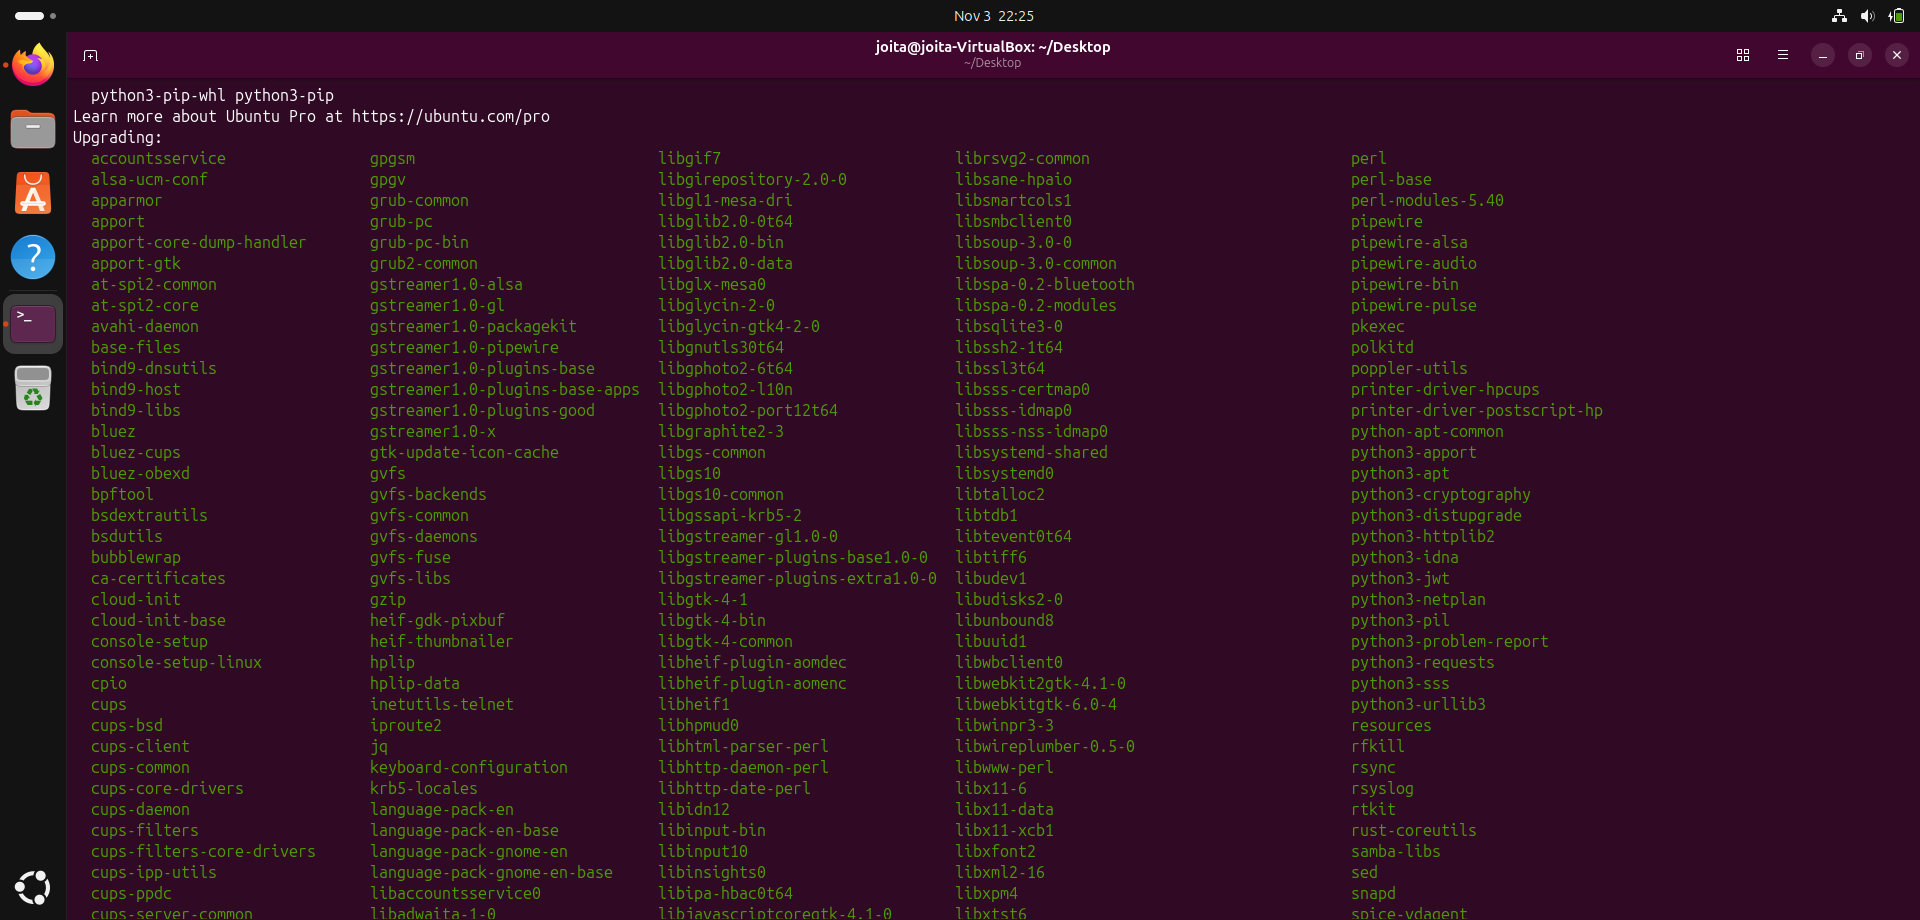 Nov 3 22:25
joita@joita-VirtualBox: ~/Desktop
~/Desktop
python3-pip-whl python3-pip
Learn more about Ubuntu Pro at https://ubuntu.com/pro
Upgrading:
accountsservice gpgsm libgif7 librsvg2-common perl
alsa-ucm-conf gpgv libgirepository-2.0-0 libsane-hpaio perl-base
apparmor grub-common libgl1-mesa-dri libsmartcols1 perl-modules-5.40
apport grub-pc libglib2.0-0t64 libsmbclient0 pipewire
apport-core-dump-handler grub-pc-bin libglib2.0-bin libsoup-3.0-0 pipewire-alsa
apport-gtk grub2-common libglib2.0-data libsoup-3.0-common pipewire-audio
at-spi2-common gstreamer1.0-alsa libglx-mesa0 libspa-0.2-bluetooth pipewire-bin
at-spi2-core gstreamer1.0-gl libglycin-2-0 libspa-0.2-modules pipewire-pulse
avahi-daemon gstreamer1.0-packagekit libglycin-gtk4-2-0 libsqlite3-0 pkexec
base-files gstreamer1.0-pipewire libgnutls30t64 libssh2-1t64 polkitd
bind9-dnsutils gstreamer1.0-plugins-base libgphoto2-6t64 libssl3t64 poppler-utils
bind9-host gstreamer1.0-plugins-base-apps libgphoto2-l10n libsss-certmap0 printer-driver-hpcups
bind9-libs gstreamer1.0-plugins-good libgphoto2-port12t64 libsss-idmap0 printer-driver-postscript-hp
bluez gstreamer1.0-x libgraphite2-3 libsss-nss-idmap0 python-apt-common
bluez-cups gtk-update-icon-cache libgs-common libsystemd-shared python3-apport
bluez-obexd gvfs libgs10 libsystemd0 python3-apt
bpftool gvfs-backends libgs10-common libtalloc2 python3-cryptography
bsdextrautils gvfs-common libgssapi-krb5-2 libtdb1 python3-distupgrade
bsdutils gvfs-daemons libgstreamer-gl1.0-0 libtevent0t64 python3-httplib2
bubblewrap gvfs-fuse libgstreamer-plugins-base1.0-0 libtiff6 python3-idna
ca-certificates gvfs-libs libgstreamer-plugins-extra1.0-0 libudev1 python3-jwt
cloud-init gzip libgtk-4-1 libudisks2-0 python3-netplan
cloud-init-base heif-gdk-pixbuf libgtk-4-bin libunbound8 python3-pil
console-setup heif-thumbnailer libgtk-4-common libuuid1 python3-problem-report
console-setup-linux hplip libheif-plugin-aomdec libwbclient0 python3-requests
cpio hplip-data libheif-plugin-aomenc libwebkit2gtk-4.1-0 python3-sss
cups inetutils-telnet libheif1 libwebkitgtk-6.0-4 python3-urllib3
cups-bsd iproute2 libhpmud0 libwinpr3-3 resources
cups-client jq libhtml-parser-perl libwireplumber-0.5-0 rfkill
cups-common keyboard-configuration libhttp-daemon-perl libwww-perl rsync
cups-core-drivers krb5-locales libhttp-date-perl libx11-6 rsyslog
cups-daemon language-pack-en libidn12 libx11-data rtkit
cups-filters language-pack-en-base libinput-bin libx11-xcb1 rust-coreutils
cups-filters-core-drivers language-pack-gnome-en libinput10 libxfont2 samba-libs
cups-ipp-utils language-pack-gnome-en-base libinsights0 libxml2-16 sed
cups-ppdc libaccountsservice0 libipa-hbac0t64 libxpm4 snapd
cups-server-common libadwaita-1-0 libjavascriptcoregtk-4.1-0 libxtst6 spice-vdagent